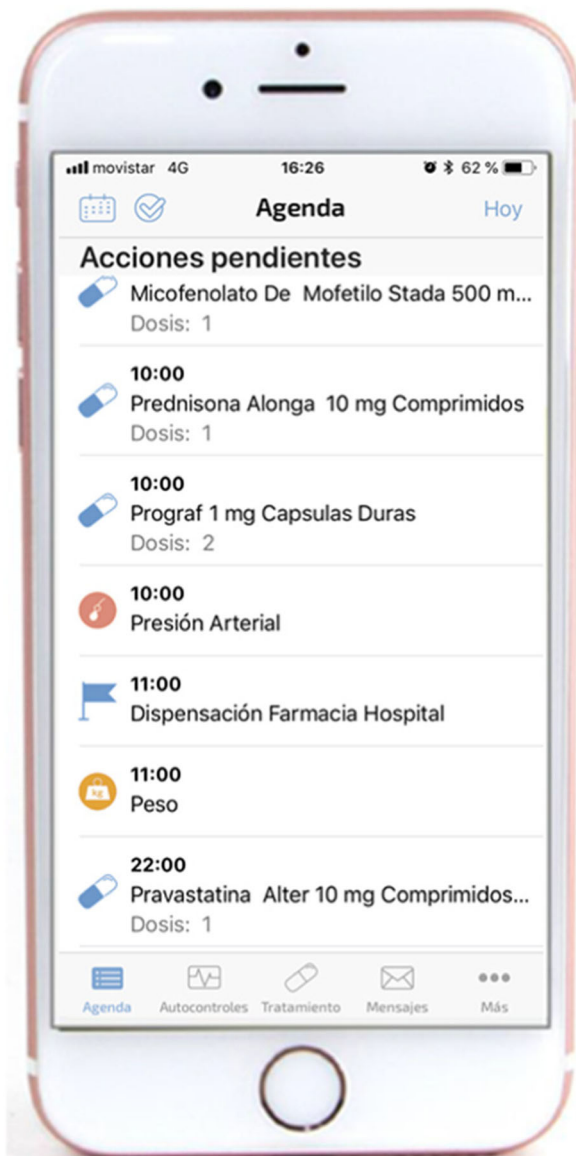 movistar 4G 16:26 62 %
Agenda Hoy
Acciones pendientes
Micofenolato De Mofetilo Stada 500 m...
Dosis: 1
10:00
Prednisona Alonga 10 mg Comprimidos
Dosis: 1
10:00
Prograf 1 mg Capsulas Duras
Dosis: 2
10:00
Presión Arterial
11:00
Dispensación Farmacia Hospital
kg
11:00
Peso
22:00
Pravastatina Alter 10 mg Comprimidos...
Dosis: 1
Agenda Autocontroles Tratamiento Mensajes Más